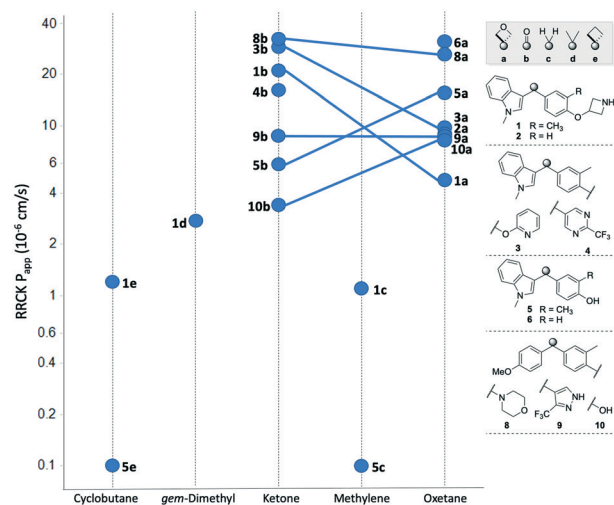 RRCK P_app (10⁻⁶ cm/s)
40
20
10
6
4
2
1
0.6
0.4
0.2
0.1
8b
3b
1b
4b
9b
5b
10b
1d
1e
5e
1c
5c
6a
8a
5a
3a
2a
9a
10a
1a
Cyclobutane
gem-Dimethyl
Ketone
Methylene
Oxetane
O O H H
a b c d e
R
NH
N
O
1 R = CH₃
2 R = H
N
O N
N
N CF₃
3 4
R
N
OH
5 R = CH₃
6 R = H
MeO
N
O
NH
N
F₃C
OH
8 9 10